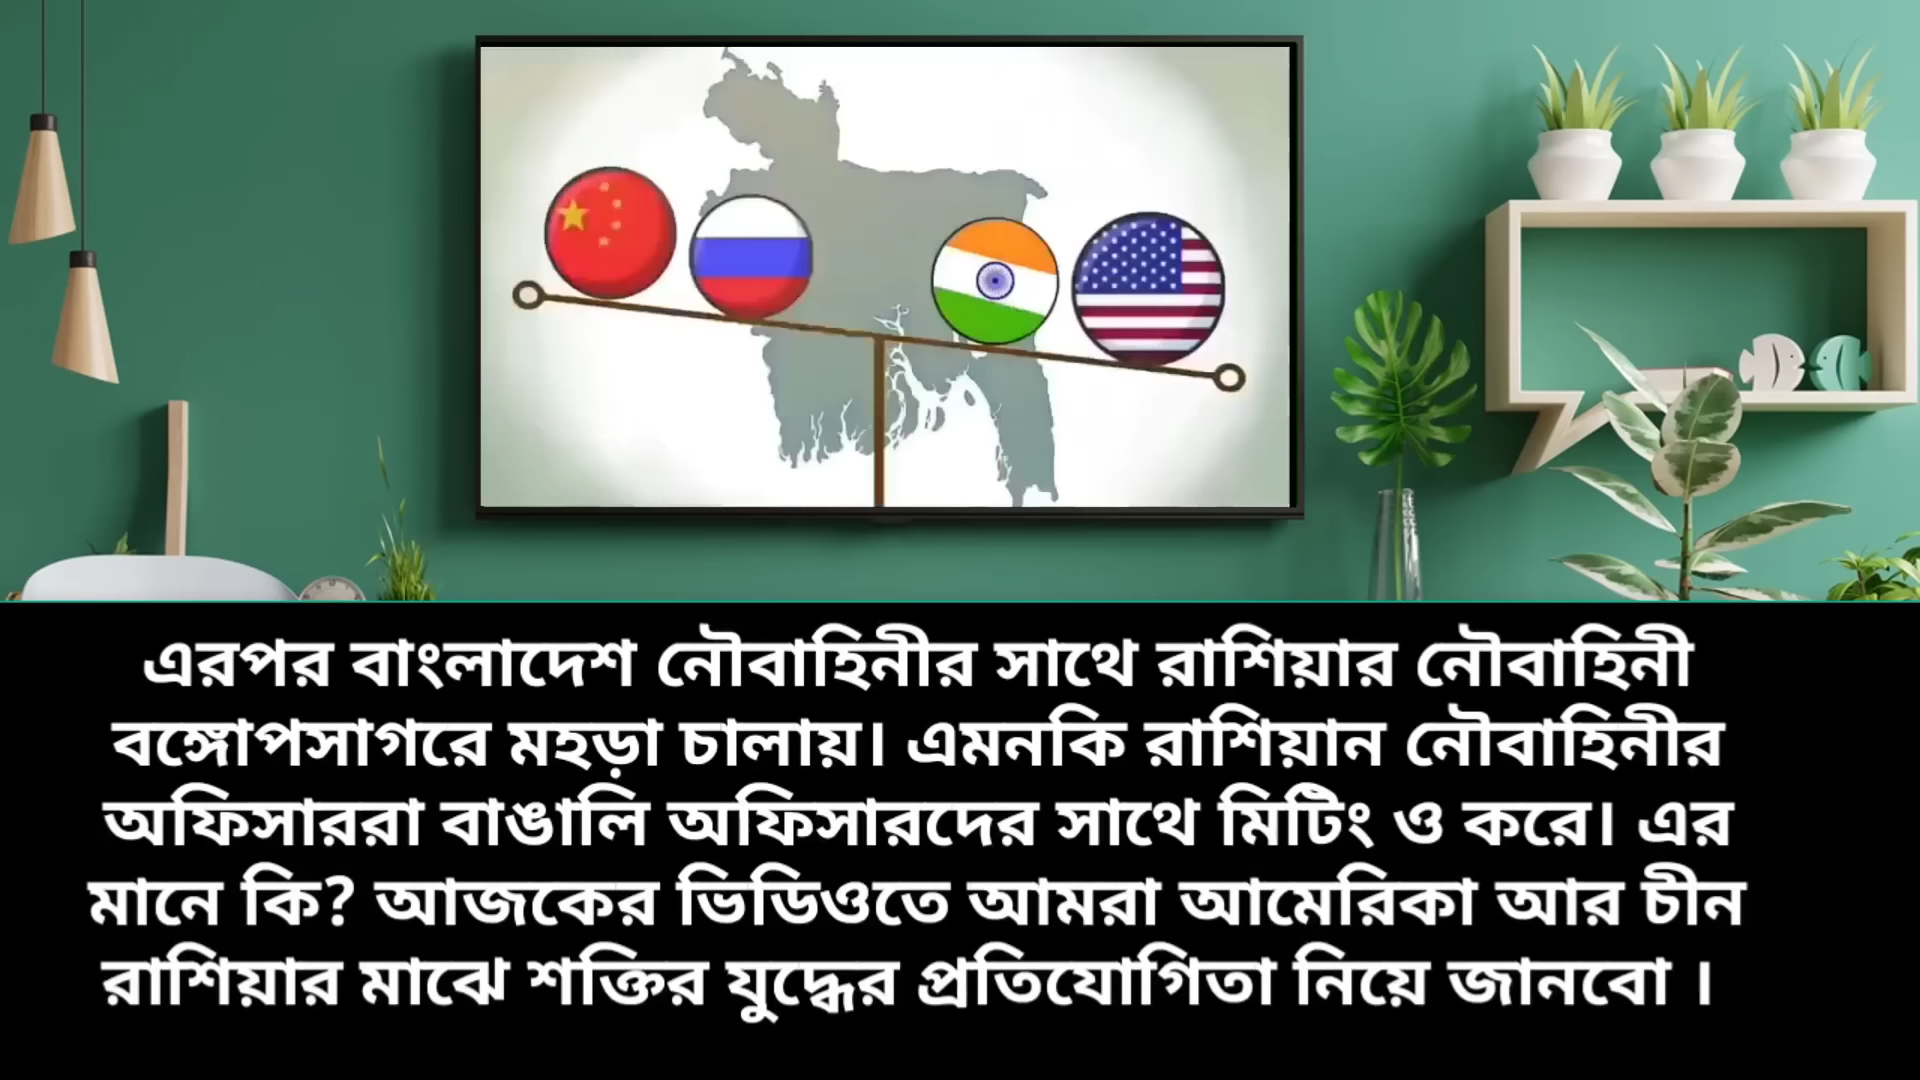 এরপর বাংলাদেশ নৌবাহিনীর সাথে রাশিয়ার নৌবাহিনী
বঙ্গোপসাগরে মহড়া চালায়। এমনকি রাশিয়ান নৌবাহিনীর
অফিসাররা বাঙালি অফিসারদের সাথে মিটিং ও করে। এর
মানে কি? আজকের ভিডিওতে আমরা আমেরিকা আর চীন
রাশিয়ার মাঝে শক্তির যুদ্ধের প্রতিযোগিতা নিয়ে জানবো ।